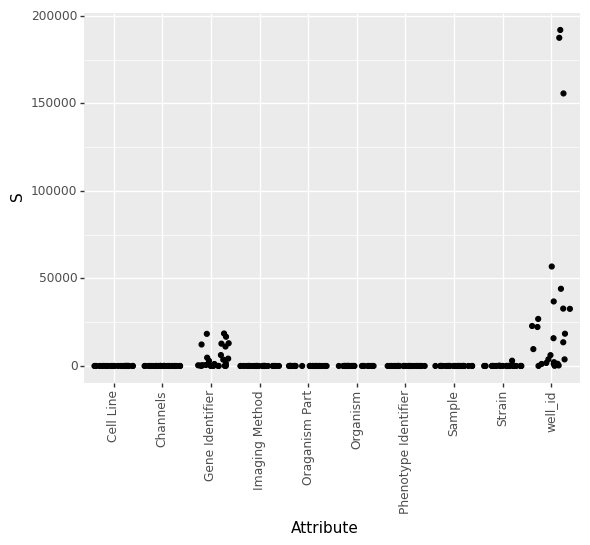 200000
150000
100000
50000
0
S
Cell Line
Channels
Gene Identifier
Imaging Method
Oraganism Part
Organism
Phenotype Identifier
Sample
Strain
well_id
Attribute